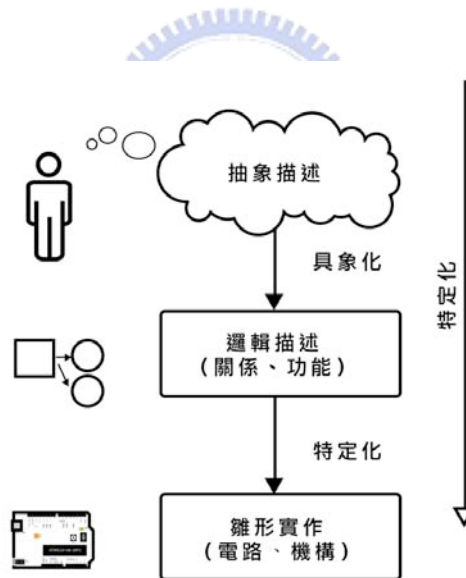 抽象描述
具象化
特定化
邏輯描述
(關係、功能)
特定化
雛形實作
(電路、機構)